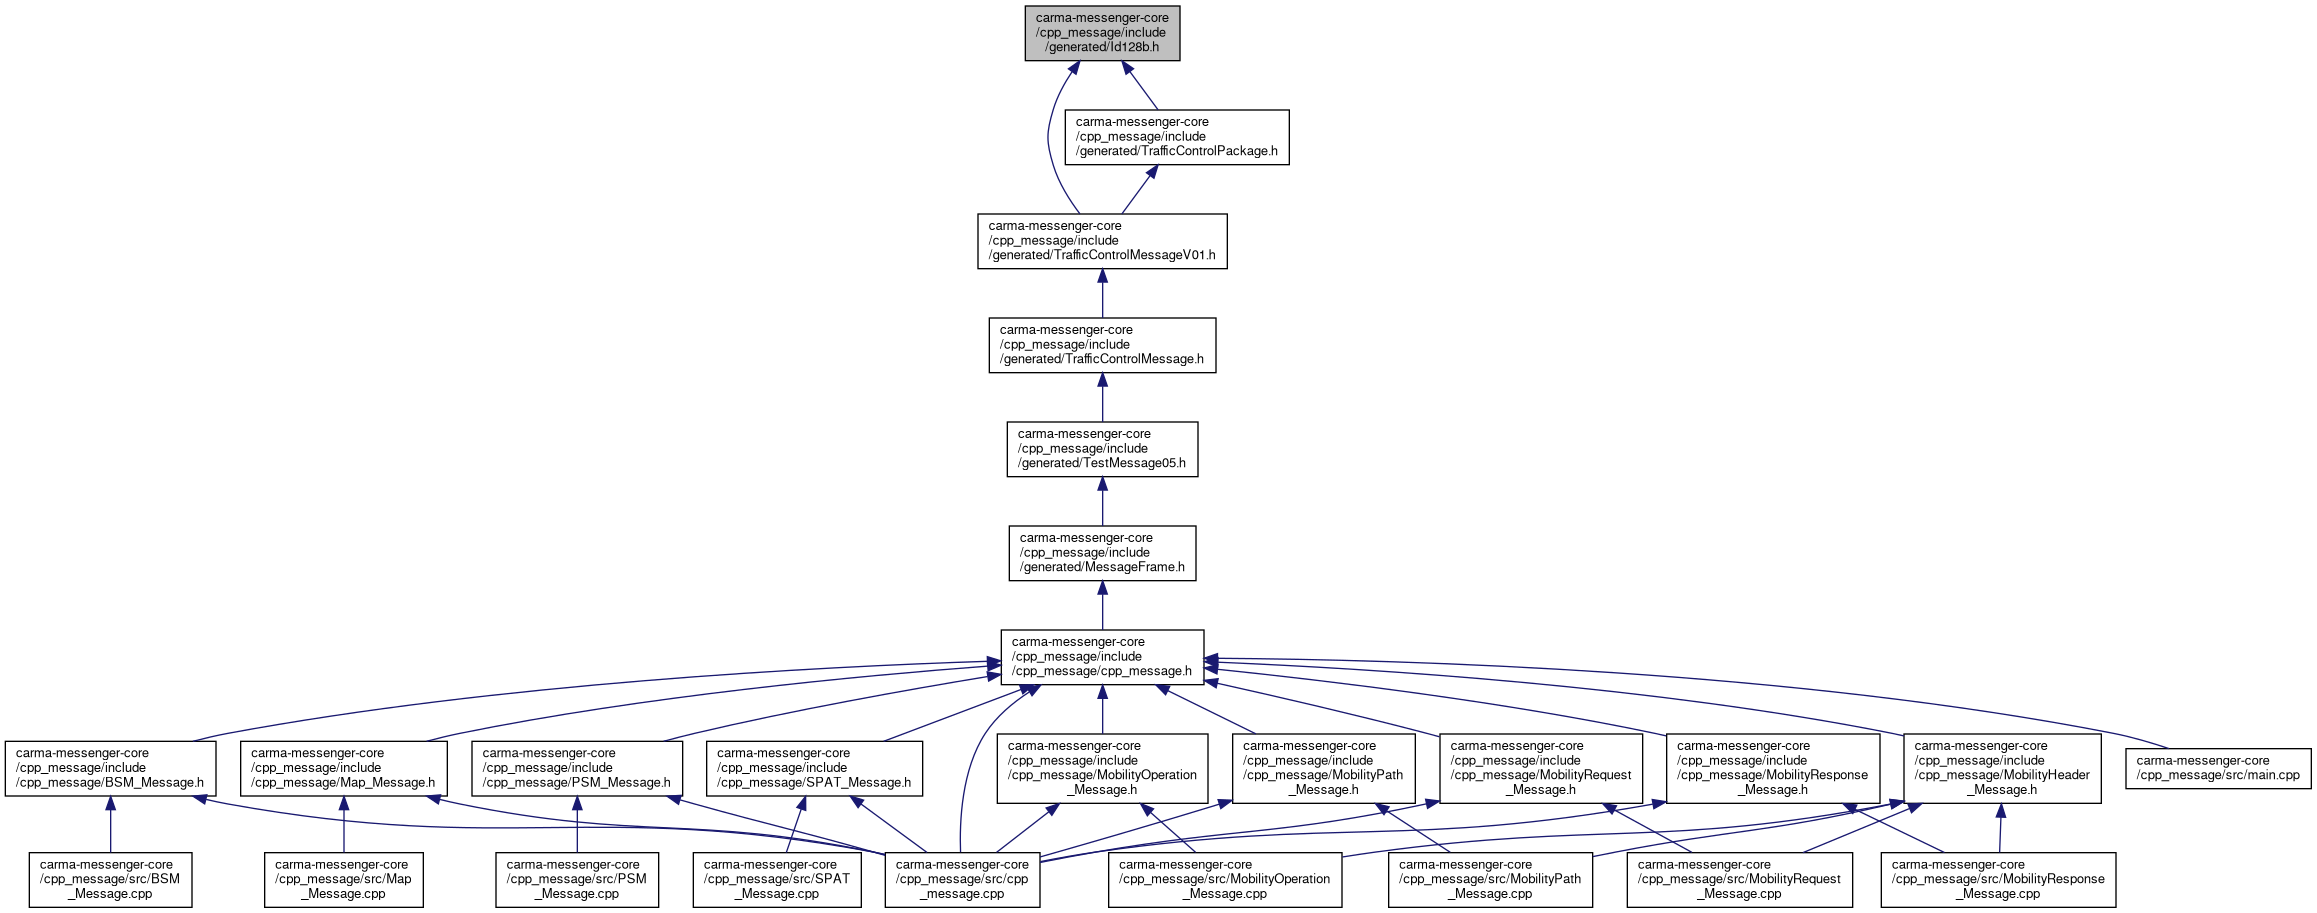 carma-messenger-core
/cpp_message/include
/generated/Id128b.h
carma-messenger-core
/cpp_message/include
/generated/TrafficControlPackage.h
carma-messenger-core
/cpp_message/include
/generated/TrafficControlMessageV01.h
carma-messenger-core
/cpp_message/include
/generated/TrafficControlMessage.h
carma-messenger-core
/cpp_message/include
/generated/TestMessage05.h
carma-messenger-core
/cpp_message/include
/generated/MessageFrame.h
carma-messenger-core
/cpp_message/include
/cpp_message/cpp_message.h
carma-messenger-core
/cpp_message/include
/cpp_message/BSM_Message.h
carma-messenger-core
/cpp_message/include
/cpp_message/Map_Message.h
carma-messenger-core
/cpp_message/include
/cpp_message/PSM_Message.h
carma-messenger-core
/cpp_message/include
/cpp_message/SPAT_Message.h
carma-messenger-core
/cpp_message/include
/cpp_message/MobilityOperation
_Message.h
carma-messenger-core
/cpp_message/include
/cpp_message/MobilityPath
_Message.h
carma-messenger-core
/cpp_message/include
/cpp_message/MobilityRequest
_Message.h
carma-messenger-core
/cpp_message/include
/cpp_message/MobilityResponse
_Message.h
carma-messenger-core
/cpp_message/include
/cpp_message/MobilityHeader
_Message.h
carma-messenger-core
/cpp_message/src/main.cpp
carma-messenger-core
/cpp_message/src/BSM
_Message.cpp
carma-messenger-core
/cpp_message/src/Map
_Message.cpp
carma-messenger-core
/cpp_message/src/PSM
_Message.cpp
carma-messenger-core
/cpp_message/src/SPAT
_Message.cpp
carma-messenger-core
/cpp_message/src/cpp
_message.cpp
carma-messenger-core
/cpp_message/src/MobilityOperation
_Message.cpp
carma-messenger-core
/cpp_message/src/MobilityPath
_Message.cpp
carma-messenger-core
/cpp_message/src/MobilityRequest
_Message.cpp
carma-messenger-core
/cpp_message/src/MobilityResponse
_Message.cpp